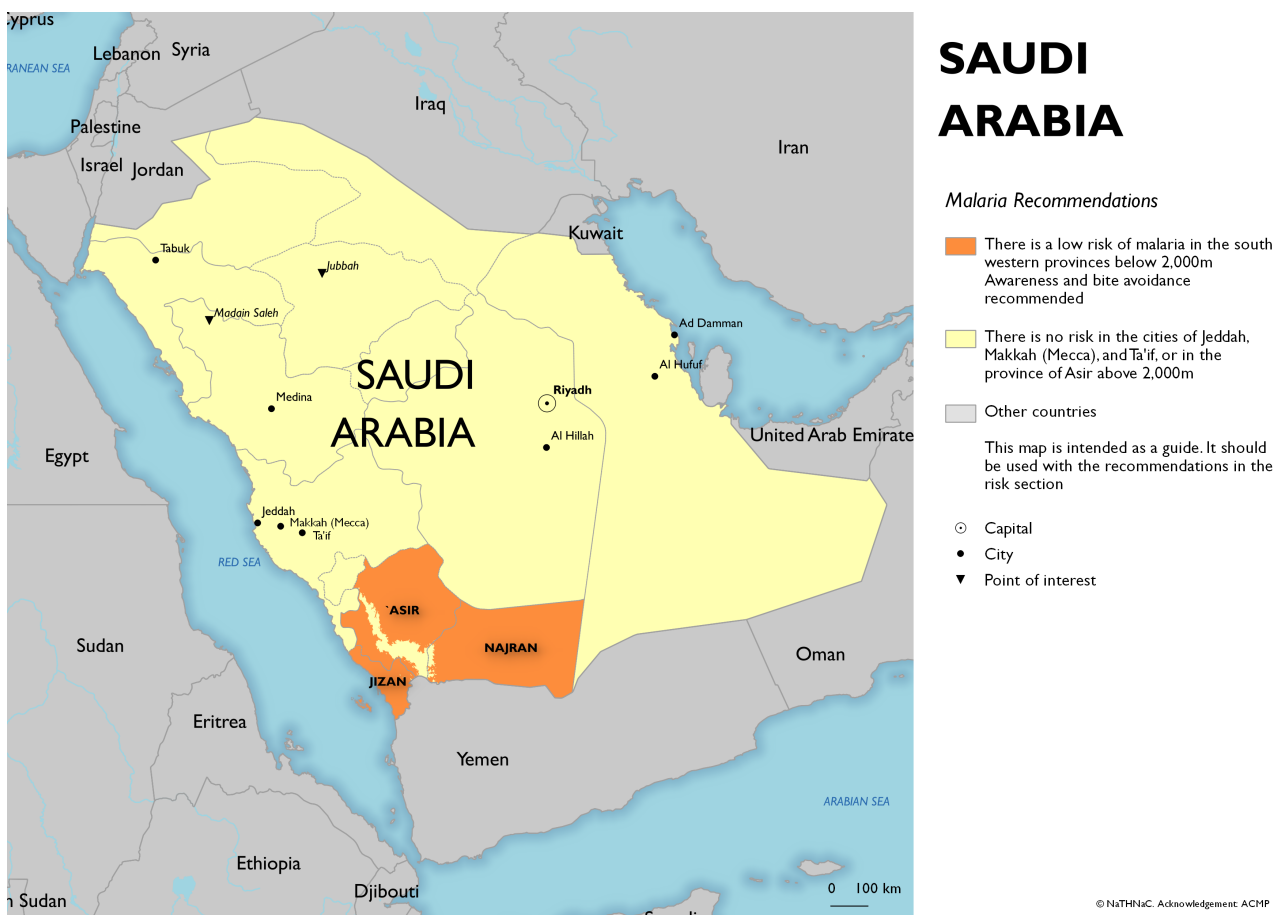 Cyprus
Lebanon
Syria
RANEAN SEA
Iraq
Palestine
Israel
Jordan
Iran
Kuwait
Tabuk
Jubbah
Madain Saleh
Ad Damman
Al Hufuf
SAUDI
ARABIA
Riyadh
Medina
Al Hillah
United Arab Emirate
Egypt
Jeddah
Makkah (Mecca)
Ta'if
RED SEA
`ASIR
NAJRAN
JIZAN
Sudan
Oman
Eritrea
Yemen
ARABIAN SEA
Ethiopia
Djibouti
n Sudan
0 100 km
SAUDI
ARABIA
Malaria Recommendations
There is a low risk of malaria in the south
western provinces below 2,000m
Awareness and bite avoidance
recommended
There is no risk in the cities of Jeddah,
Makkah (Mecca), and Ta'if, or in the
province of Asir above 2,000m
Other countries
This map is intended as a guide. It should
be used with the recommendations in the
risk section
Capital
City
Point of interest
© NaTHNaC. Acknowledgement: ACMP